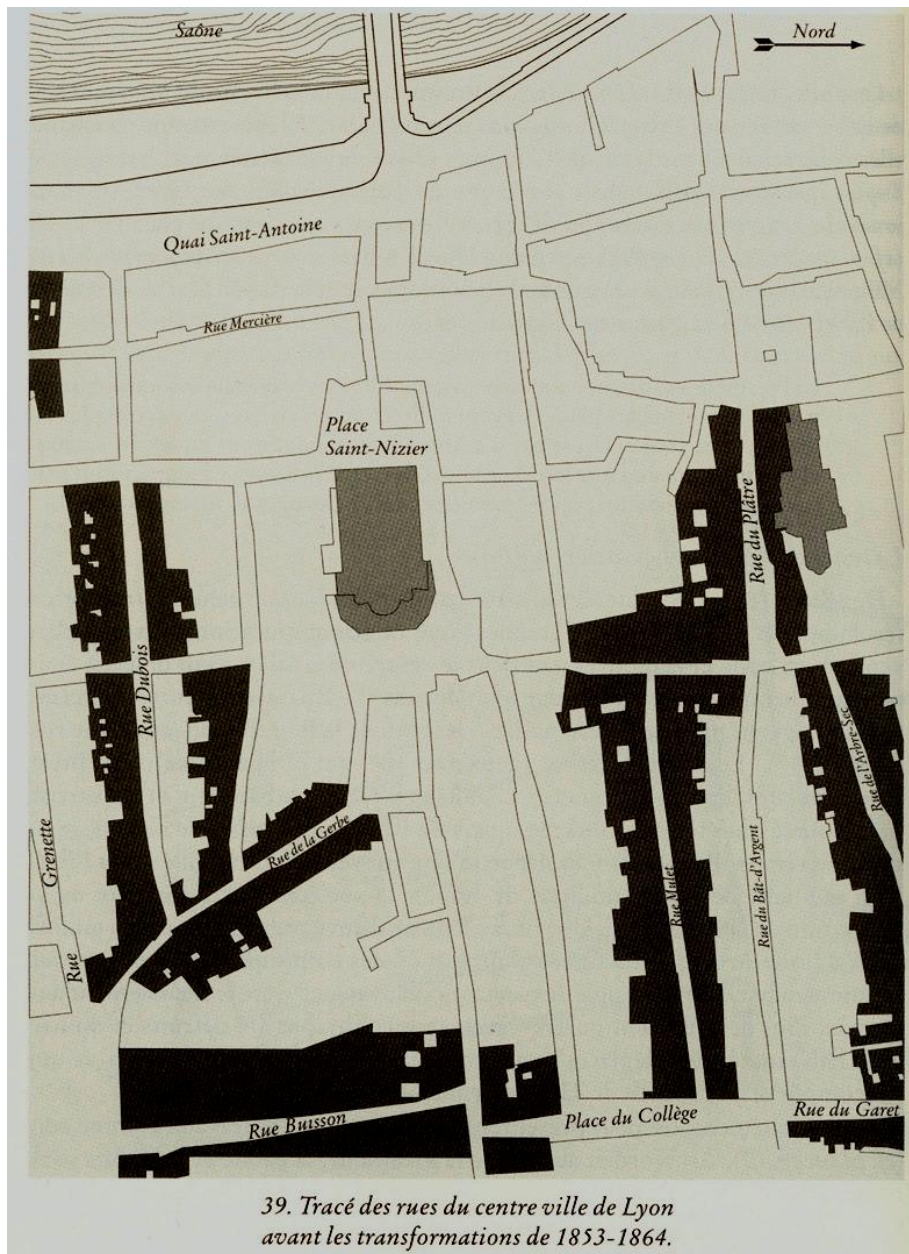 Saône
Nord
Quai Saint-Antoine
Rue Mercière
Place
Saint-Nizier
Rue du Plâtre
Rue Dubois
Rue de l'Arbre-Sec
Rue de la Gerbe
Grenette
Rue
Rue Mulet
Rue du Bât-d'Argent
Rue Buisson
Place du Collège
Rue du Garet
39. Tracé des rues du centre ville de Lyon
avant les transformations de 1853-1864.